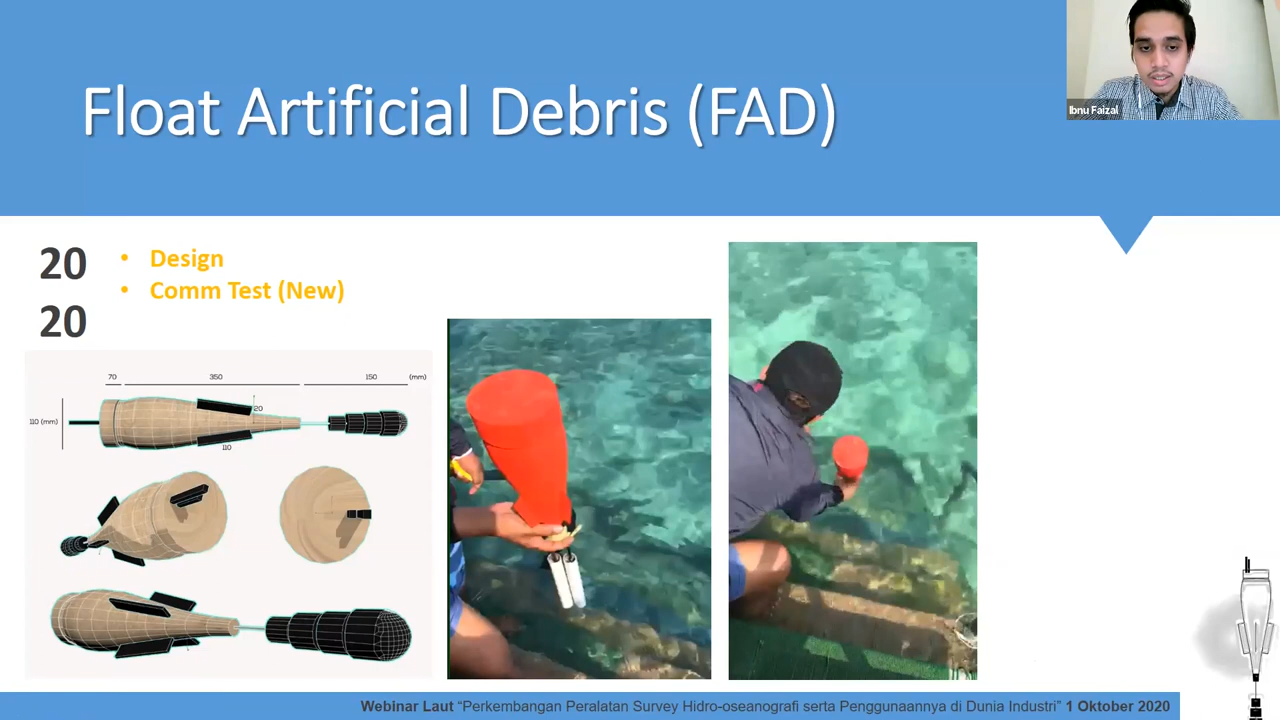 Float Artificial Debris (FAD)
Ibnu Faizal
20
20
• Design
• Comm Test (New)
70 350 150 (mm)
110 (mm)
20
110
Webinar Laut “Perkembangan Peralatan Survey Hidro-oseanografi serta Penggunaannya di Dunia Industri” 1 Oktober 2020